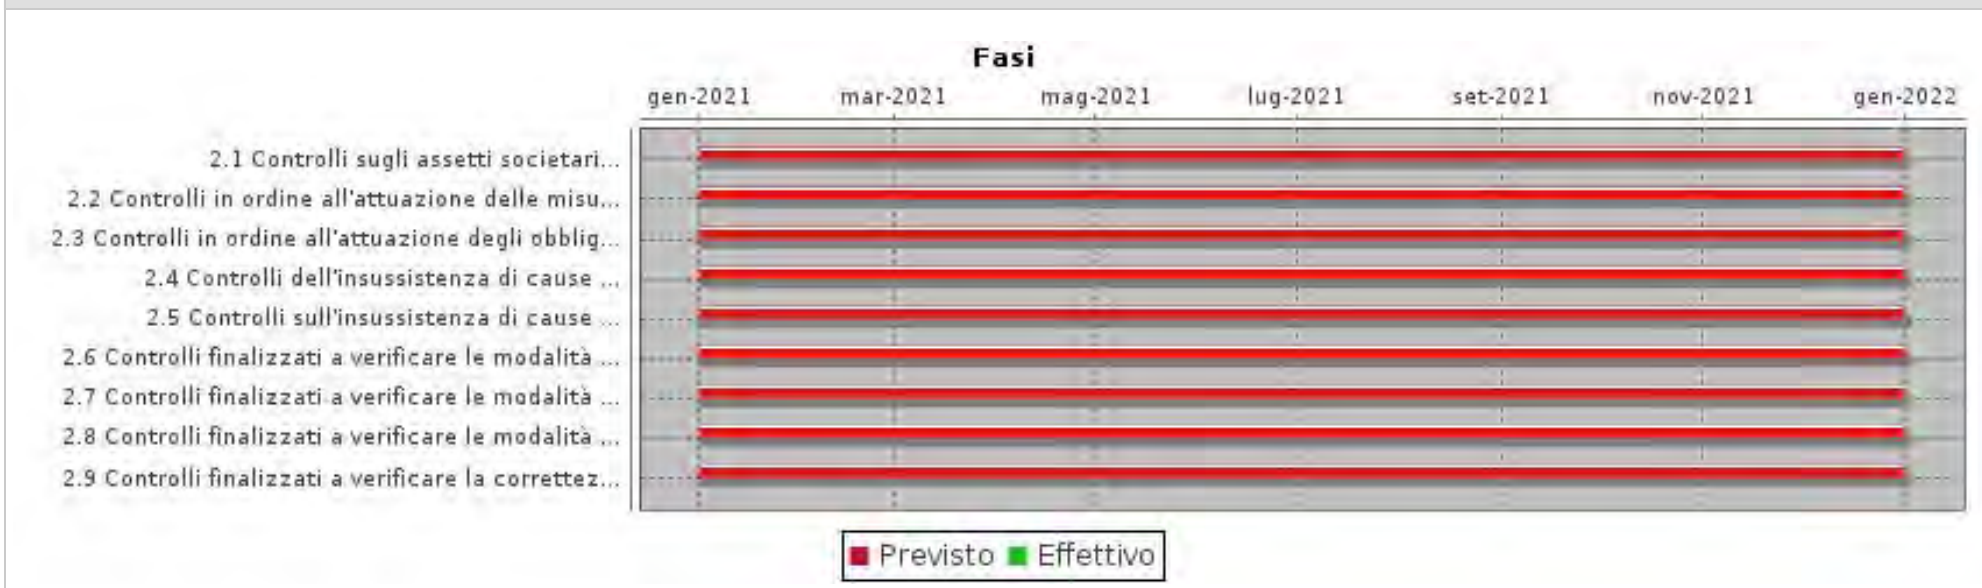 Fasi
gen-2021 mar-2021 mag-2021 lug-2021 set-2021 nov-2021 gen-2022
2.1 Controlli sugli assetti societari...
2.2 Controlli in ordine all'attuazione delle misu...
2.3 Controlli in ordine all'attuazione degli obblig...
2.4 Controlli dell'insussistenza di cause ...
2.5 Controlli sull'insussistenza di cause ...
2.6 Controlli finalizzati a verificare le modalità ...
2.7 Controlli finalizzati a verificare le modalità ...
2.8 Controlli finalizzati a verificare le modalità ...
2.9 Controlli finalizzati a verificare la correttez...
Previsto Effettivo